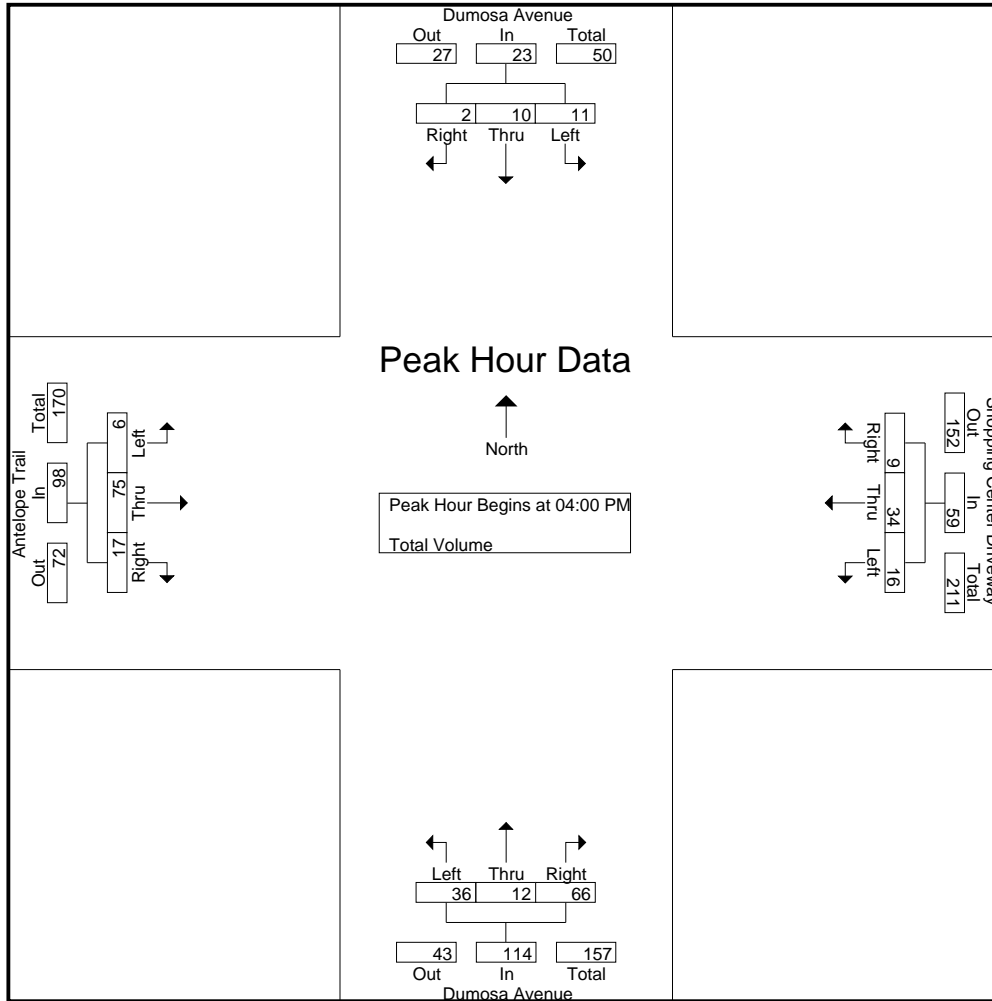 Dumosa Avenue
Out In Total
27 23 50
2 10 11
Right Thru Left
Peak Hour Data
North
Peak Hour Begins at 04:00 PM
Total Volume
Antelope Trail
Out In Total
72 98 170
17 75 6
Right Thru Left
Shopping Center Driveway
Out In Total
152 59 211
9 34 16
Right Thru Left
Left Thru Right
36 12 66
43 114 157
Out In Total
Dumosa Avenue